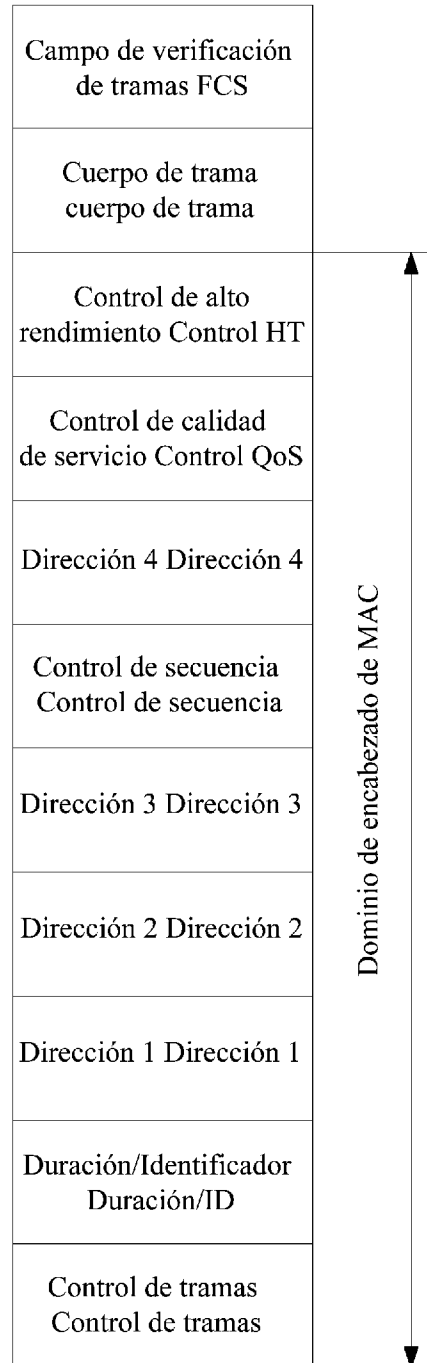 Campo de verificación
de tramas FCS
Cuerpo de trama
cuerpo de trama
Control de alto
rendimiento Control HT
Control de calidad
de servicio Control QoS
Dirección 4 Dirección 4
Control de secuencia
Control de secuencia
Dirección 3 Dirección 3
Dirección 2 Dirección 2
Dirección 1 Dirección 1
Duración/Identificador
Duración/ID
Control de tramas
Control de tramas
Dominio de encabezado de MAC